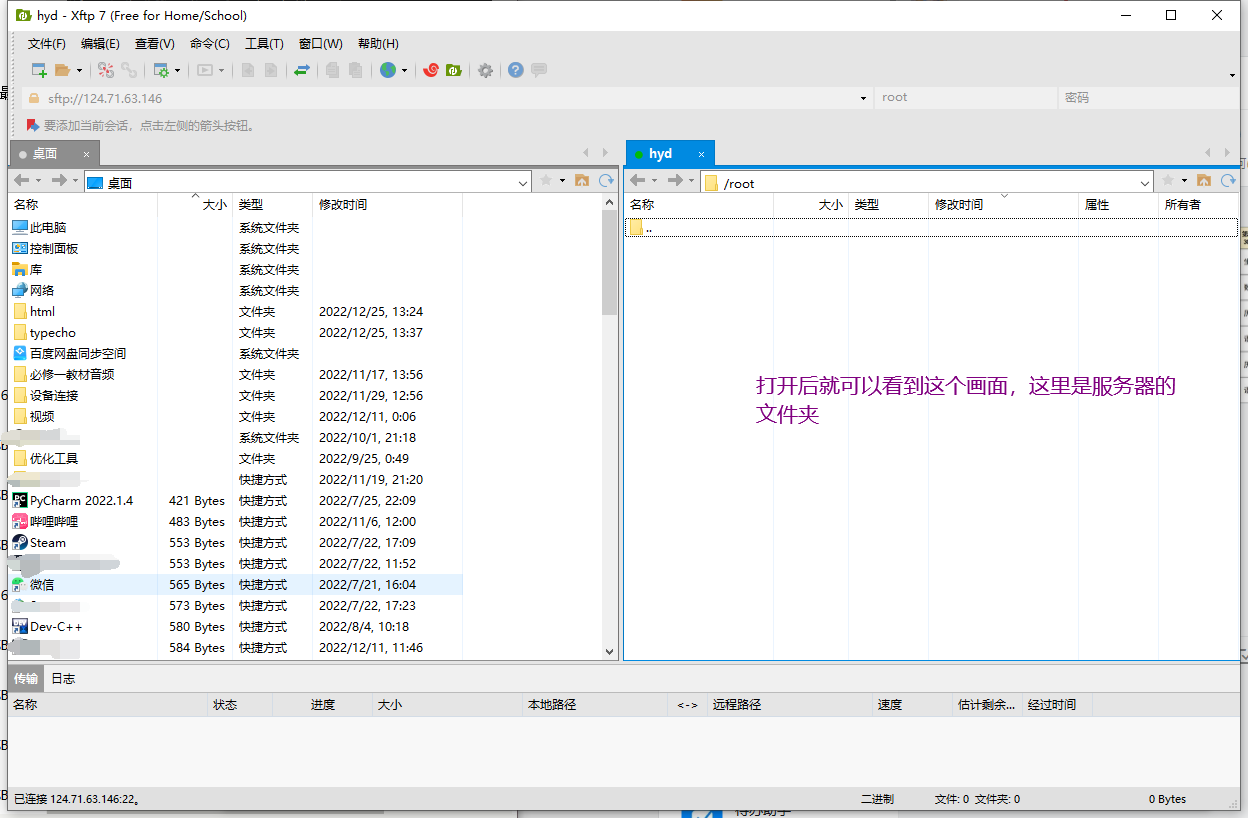 hyd - Xftp 7 (Free for Home/School)
文件(F) 编辑(E) 查看(V) 命令(C) 工具(T) 窗口(W) 帮助(H)
sftp://124.71.63.146 root 密码
要添加当前会话，点击左侧的箭头按钮。
桌面 × hyd ×
桌面 /root
名称 大小 类型 修改时间 名称 大小 类型 修改时间 属性 所有者
此电脑 系统文件夹 ..
控制面板 系统文件夹
库 系统文件夹
网络 系统文件夹
html 文件夹 2022/12/25, 13:24
typecho 文件夹 2022/12/25, 13:37
百度网盘同步空间 系统文件夹
必修一教材音频 文件夹 2022/11/17, 13:56
设备连接 文件夹 2022/11/29, 12:56
视频 文件夹 2022/12/11, 0:06
系统文件夹 2022/10/1, 21:18
优化工具 文件夹 2022/9/25, 0:49
快捷方式 2022/11/19, 21:20
PyCharm 2022.1.4 421 Bytes 快捷方式 2022/7/25, 22:09
哔哩哔哩 483 Bytes 快捷方式 2022/11/6, 12:00
Steam 553 Bytes 快捷方式 2022/7/22, 17:09
553 Bytes 快捷方式 2022/7/22, 11:52
微信 565 Bytes 快捷方式 2022/7/21, 16:04
573 Bytes 快捷方式 2022/7/22, 17:23
Dev-C++ 580 Bytes 快捷方式 2022/8/4, 10:18
584 Bytes 快捷方式 2022/12/11, 11:46
打开后就可以看到这个画面，这里是服务器的
文件夹
传输 日志
名称 状态 进度 大小 本地路径 <-> 远程路径 速度 估计剩余... 经过时间
已连接 124.71.63.146:22。 二进制 文件: 0 文件夹: 0 0 Bytes